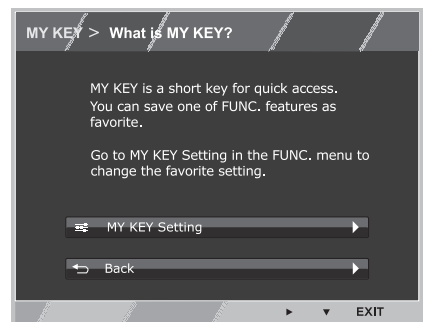 MY KEY > What is MY KEY?
MY KEY is a short key for quick access.
You can save one of FUNC. features as
favorite.
Go to MY KEY Setting in the FUNC. menu to
change the favorite setting.
MY KEY Setting
Back
EXIT